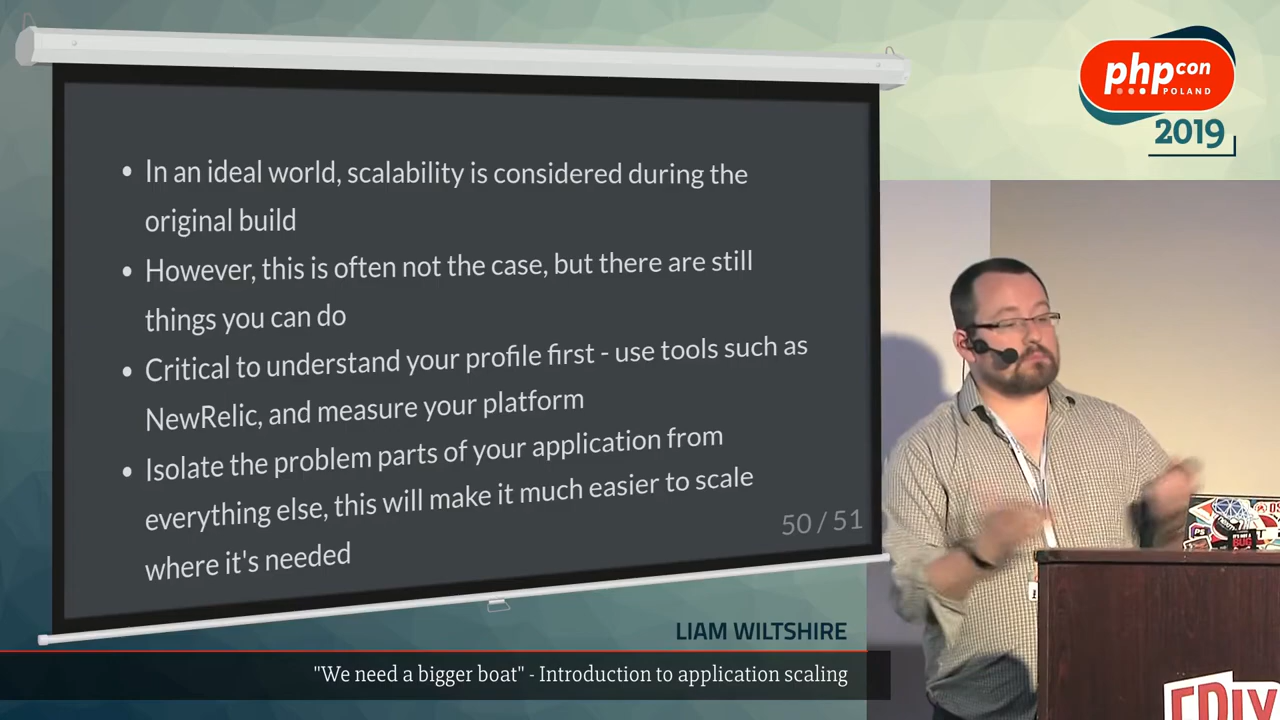 php con
POLAND
2019
• In an ideal world, scalability is considered during the
original build
• However, this is often not the case, but there are still
things you can do
• Critical to understand your profile first - use tools such as
NewRelic, and measure your platform
• Isolate the problem parts of your application from
everything else, this will make it much easier to scale
where it's needed
50 / 51
LIAM WILTSHIRE
"We need a bigger boat" - Introduction to application scaling
BUG